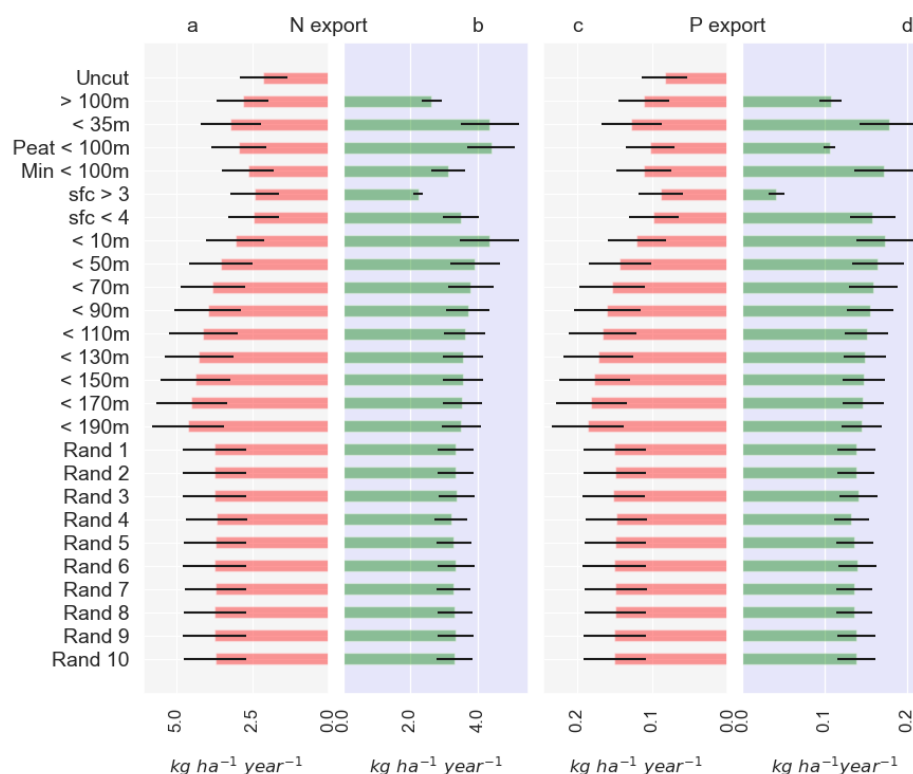 a N export b c P export d
Uncut
> 100m
< 35m
Peat < 100m
Min < 100m
sfc > 3
sfc < 4
< 10m
< 50m
< 70m
< 90m
< 110m
< 130m
< 150m
< 170m
< 190m
Rand 1
Rand 2
Rand 3
Rand 4
Rand 5
Rand 6
Rand 7
Rand 8
Rand 9
Rand 10
5.0 2.5 0.0 0.0 2.0 4.0 0.2 0.1 0.0 0.0 0.1 0.2
kg ha⁻¹ year⁻¹ kg ha⁻¹ year⁻¹ kg ha⁻¹ year⁻¹ kg ha⁻¹year⁻¹